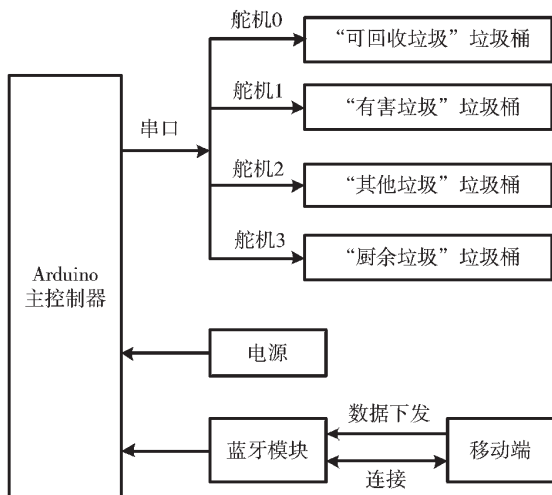 舵机0
“可回收垃圾”垃圾桶
舵机1
“有害垃圾”垃圾桶
串口
舵机2
“其他垃圾”垃圾桶
舵机3
“厨余垃圾”垃圾桶
Arduino
主控制器
电源
数据下发
蓝牙模块
移动端
连接